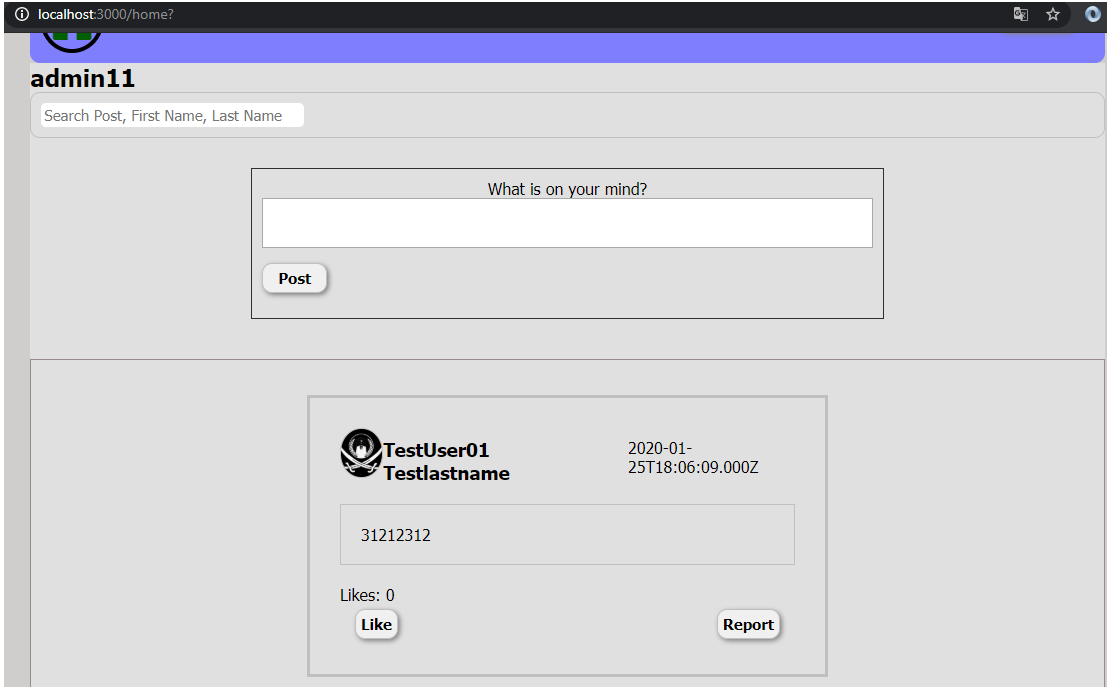 localhost:3000/home?
admin11
Search Post, First Name, Last Name
What is on your mind?
Post
TestUser01
Testlastname
2020-01-
25T18:06:09.000Z
31212312
Likes: 0
Like
Report